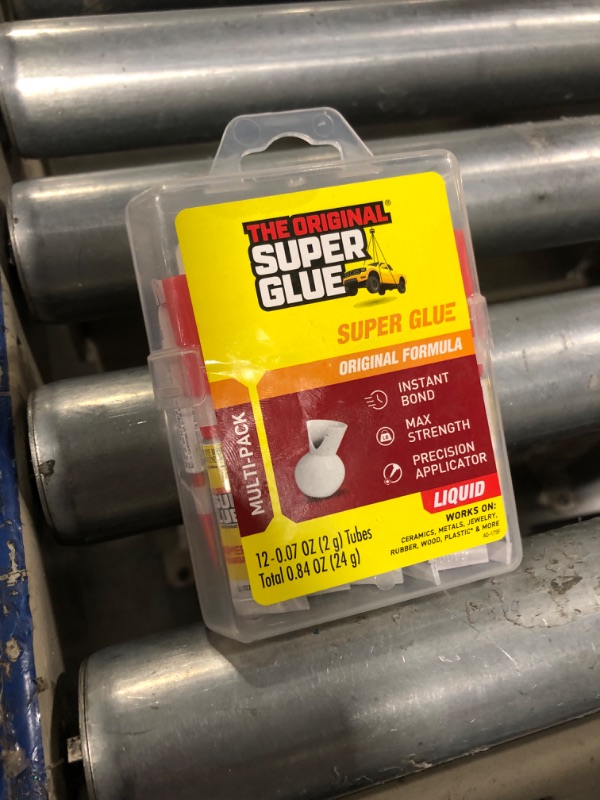 THE ORIGINAL®
SUPER
GLUE
SUPER GLUE
ORIGINAL FORMULA
INSTANT
BOND
MAX
STRENGTH
PRECISION
APPLICATOR
MULTI-PACK
LIQUID
WORKS ON:
CERAMICS, METALS, JEWELRY,
RUBBER, WOOD, PLASTIC* & MORE
12-0.07 OZ (2 g) Tubes
Total 0.84 OZ (24 g)